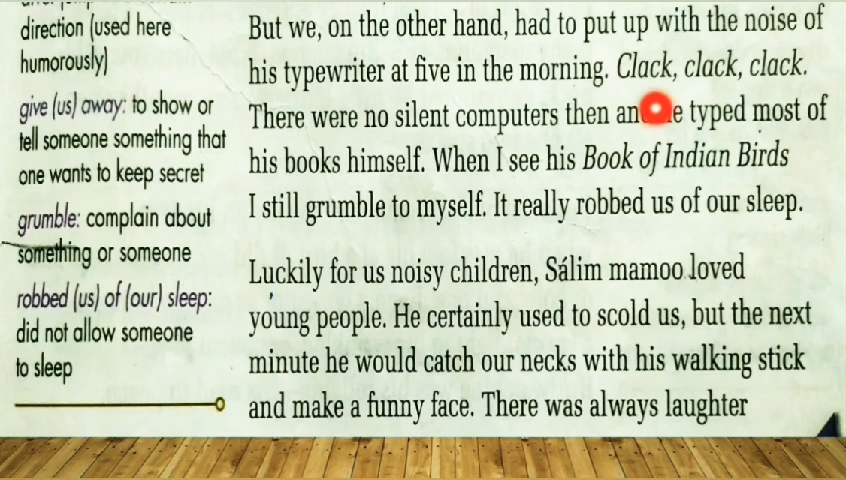 direction (used here
humorously)
give (us) away: to show or
tell someone something that
one wants to keep secret
grumble: complain about
something or someone
robbed (us) of (our) sleep:
did not allow someone
to sleep
But we, on the other hand, had to put up with the noise of
his typewriter at five in the morning. Clack, clack, clack.
There were no silent computers then typed most of
his books himself. When I see his Book of Indian Birds
I still grumble to myself. It really robbed us of our sleep.
Luckily for us noisy children, Sálim mamoo loved
young people. He certainly used to scold us, but the next
minute he would catch our necks with his walking stick
and make a funny face. There was always laughter